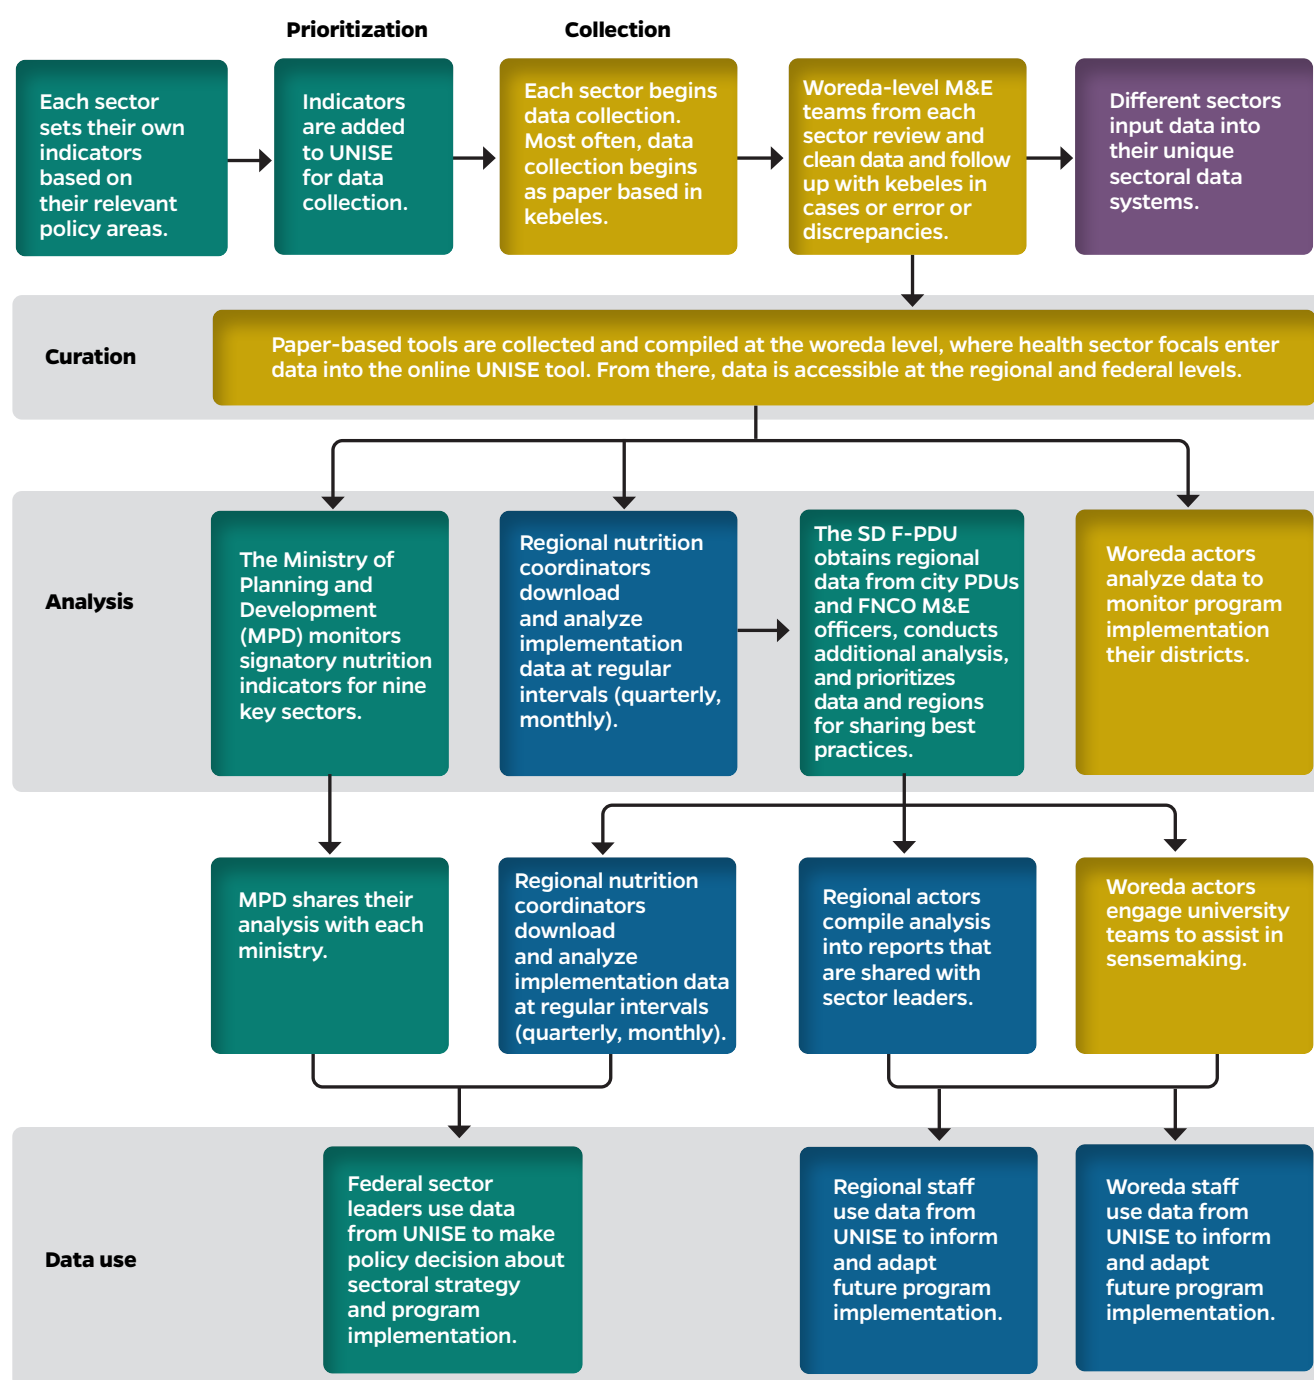 Prioritization
Collection
Each sector
sets their own
indicators
based on
their relevant
policy areas.
Indicators
are added
to UNISE
for data
collection.
Each sector begins
data collection.
Most often, data
collection begins
as paper based in
kebeles.
Woreda-level M&E
teams from each
sector review and
clean data and follow
up with kebeles in
cases or error or
discrepancies.
Different sectors
input data into
their unique
sectoral data
systems.
Curation
Paper-based tools are collected and compiled at the woreda level, where health sector focals enter
data into the online UNISE tool. From there, data is accessible at the regional and federal levels.
Analysis
The Ministry of
Planning and
Development
(MPD) monitors
signatory nutrition
indicators for nine
key sectors.
Regional nutrition
coordinators
download
and analyze
implementation
data at regular
intervals (quarterly,
monthly).
The SD F-PDU
obtains regional
data from city PDUs
and FNCO M&E
officers, conducts
additional analysis,
and prioritizes
data and regions
for sharing best
practices.
Woreda actors
analyze data to
monitor program
implementation
their districts.
MPD shares their
analysis with each
ministry.
Regional nutrition
coordinators
download
and analyze
implementation data
at regular intervals
(quarterly, monthly).
Regional actors
compile analysis
into reports that
are shared with
sector leaders.
Woreda actors
engage university
teams to assist in
sensemaking.
Data use
Federal sector
leaders use data
from UNISE to make
policy decision about
sectoral strategy
and program
implementation.
Regional staff
use data from
UNISE to inform
and adapt
future program
implementation.
Woreda staff
use data from
UNISE to inform
and adapt
future program
implementation.